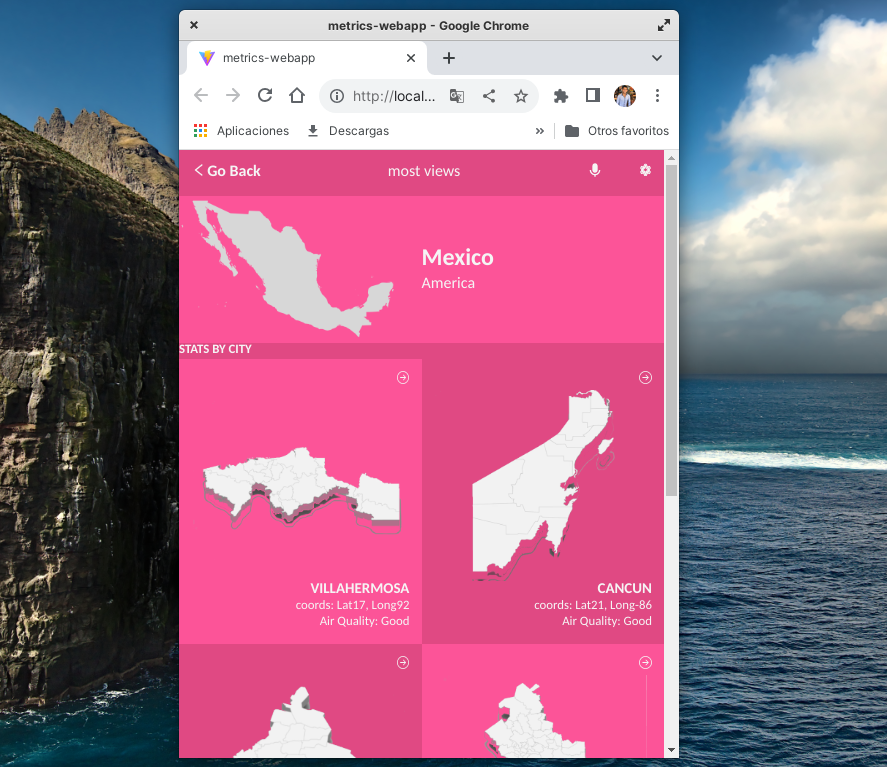 metrics-webapp - Google Chrome
metrics-webapp
http://local...
Aplicaciones Descargas » Otros favoritos
Go Back most views
Mexico
America
STATS BY CITY
VILLAHERMOSA
coords: Lat17, Long92
Air Quality: Good
CANCUN
coords: Lat21, Long-86
Air Quality: Good